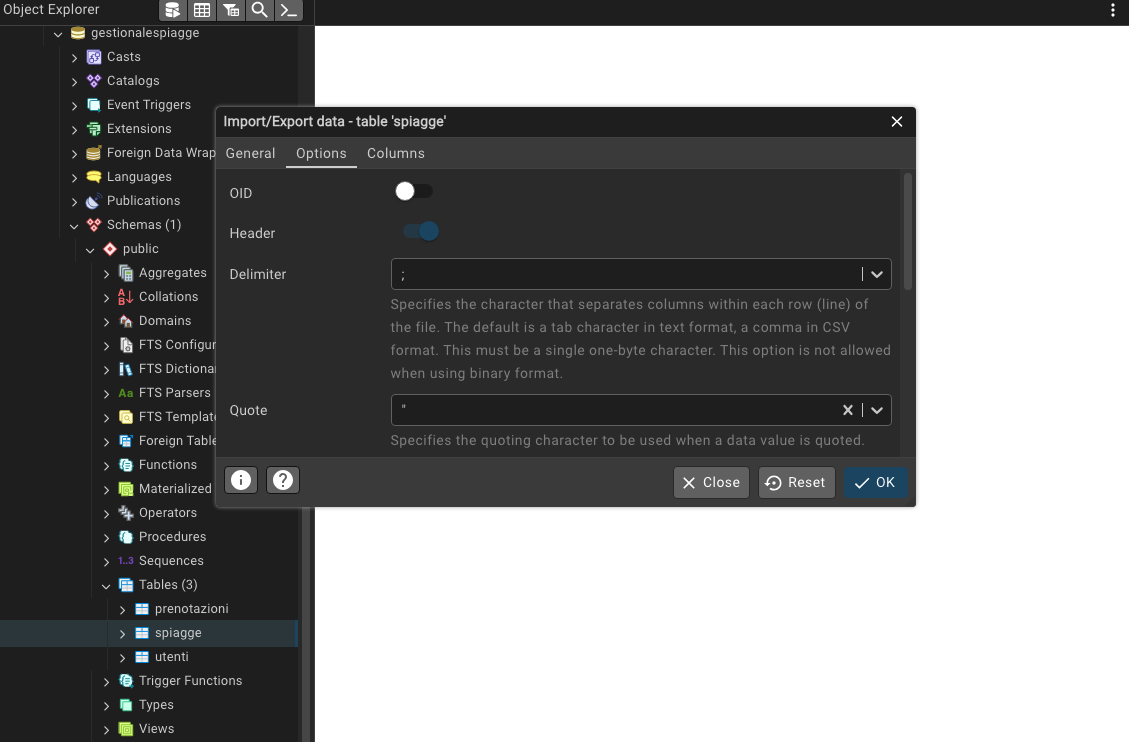 Object Explorer
gestionalespiagge
Casts
Catalogs
Event Triggers
Extensions
Foreign Data Wrap
Languages
Publications
Schemas (1)
public
Aggregates
Collations
Domains
FTS Configur
FTS Dictiona
FTS Parsers
FTS Templat
Foreign Table
Functions
Materialized
Operators
Procedures
1..3 Sequences
Tables (3)
prenotazioni
spiagge
utenti
Trigger Functions
Types
Views
Import/Export data - table 'spiagge'
General Options Columns
OID
Header
Delimiter
;
Specifies the character that separates columns within each row (line) of
the file. The default is a tab character in text format, a comma in CSV
format. This must be a single one-byte character. This option is not allowed
when using binary format.
Quote
"
Specifies the quoting character to be used when a data value is quoted.
Close Reset OK